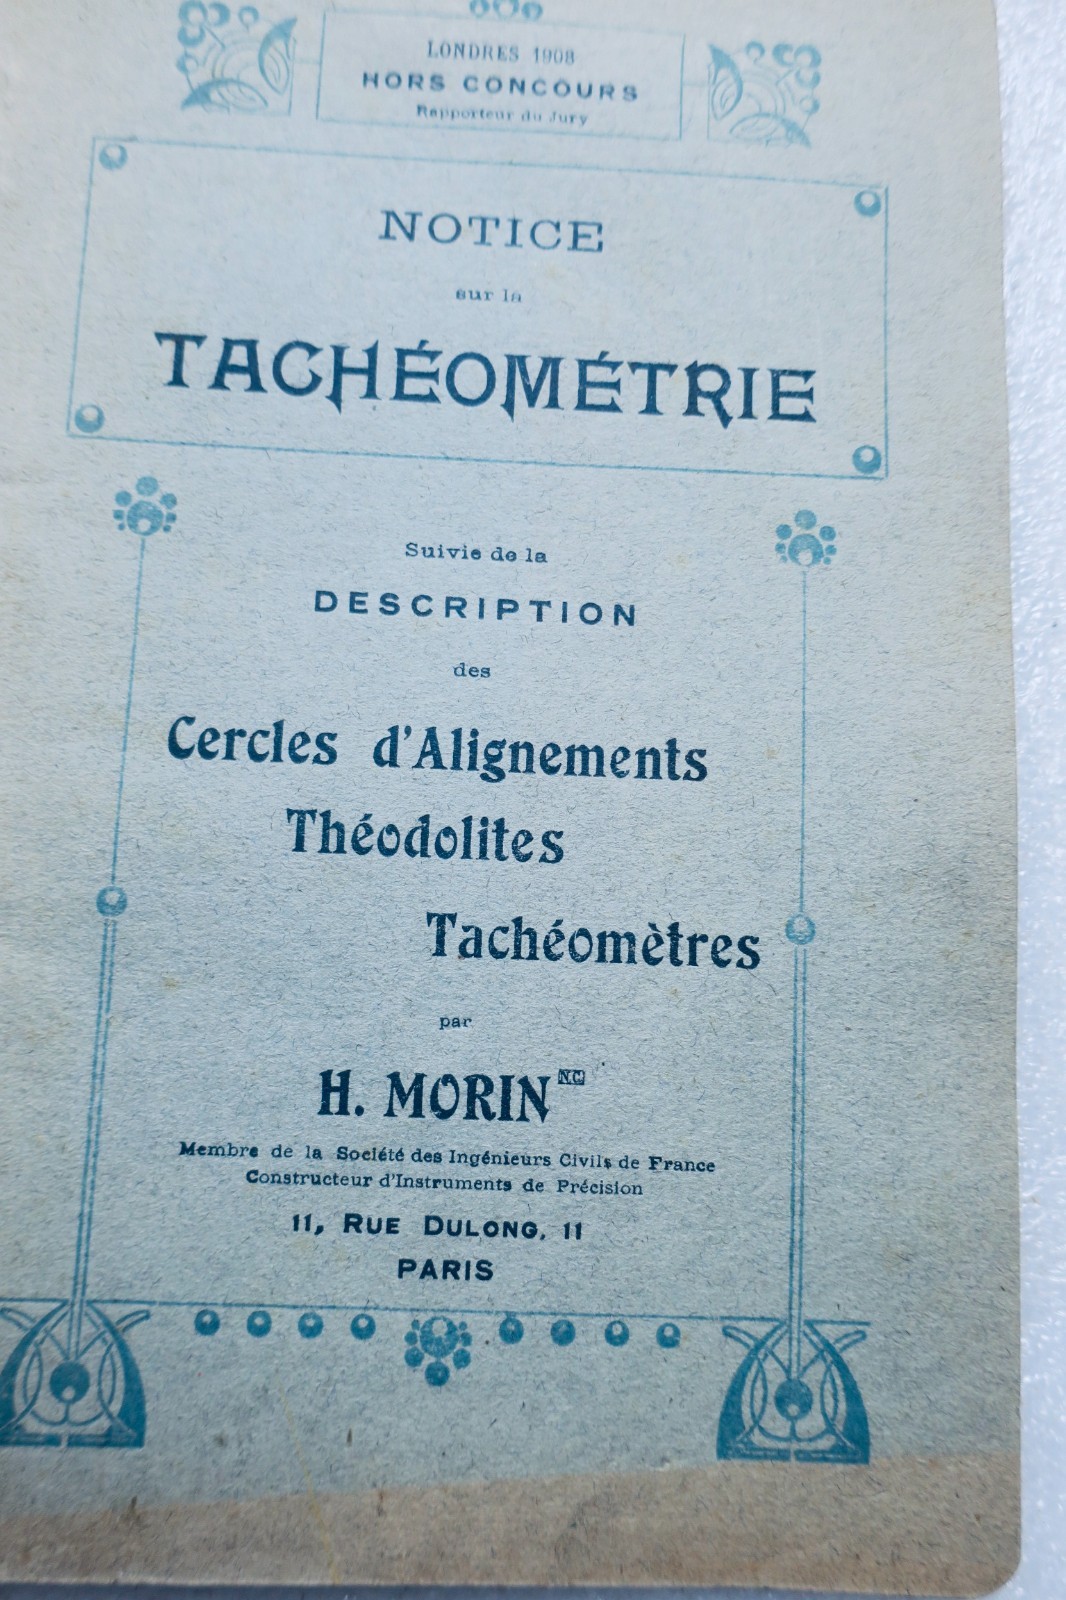 LONDRES 1908
HORS CONCOURS
Rapporteur du Jury
NOTICE
sur la
TACHÉOMÉTRIE
Suivie de la
DESCRIPTION
des
Cercles d'Alignements
Théodolites
Tachéomètres
par
H. MORIN N.C.
Membre de la Société des Ingénieurs Civils de France
Constructeur d'Instruments de Précision
11, RUE DULONG, 11
PARIS